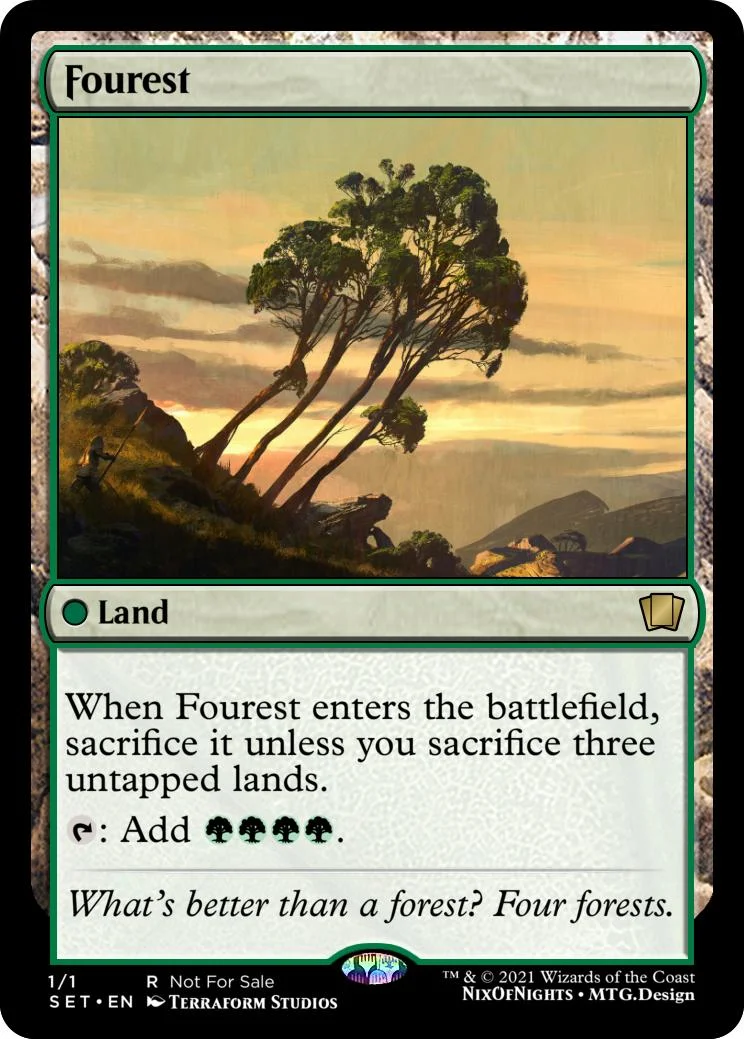 Fourest
Land
When Fourest enters the battlefield,
sacrifice it unless you sacrifice three
untapped lands.
: Add .
What's better than a forest? Four forests.
1/1 R Not For Sale
SET • EN TERRAFORM STUDIOS
™ & © 2021 Wizards of the Coast
NIXOFNIGHTS • MTG.DESIGN